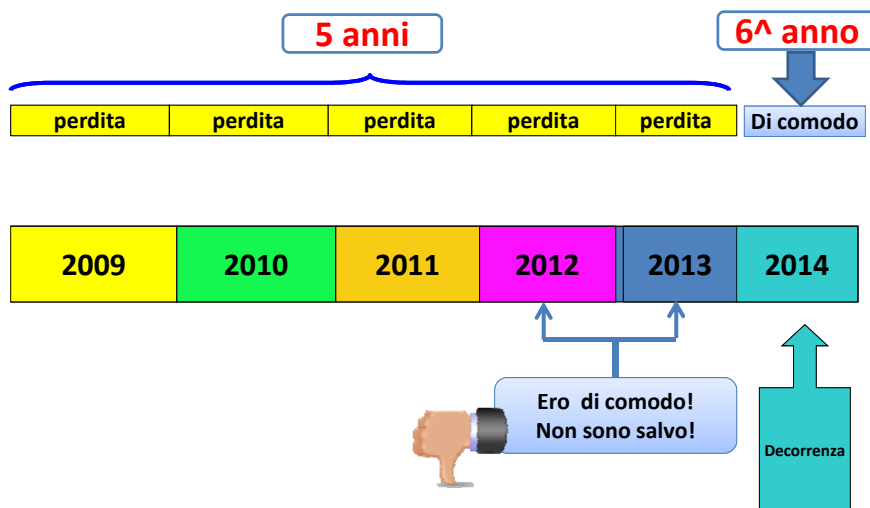 5 anni
6^ anno
perdita
perdita
perdita
perdita
perdita
Di comodo
2009
2010
2011
2012
2013
2014
Ero di comodo!
Non sono salvo!
Decorrenza